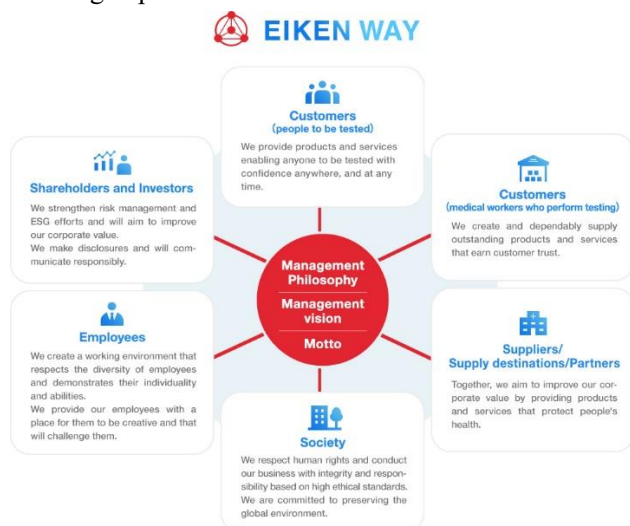 EIKEN WAY
Customers
(people to be tested)
We provide products and services
enabling anyone to be tested with
confidence anywhere, and at any
time.
Shareholders and Investors
We strengthen risk management and
ESG efforts and will aim to improve
our corporate value.
We make disclosures and will com-
municate responsibly.
Customers
(medical workers who perform testing)
We create and dependably supply
outstanding products and services
that earn customer trust.
Management
Philosophy
Management
vision
Motto
Employees
We create a working environment that
respects the diversity of employees
and demonstrates their individuality
and abilities.
We provide our employees with a
place for them to be creative and that
will challenge them.
Suppliers/
Supply destinations/Partners
Together, we aim to improve our cor-
porate value by providing products
and services that protect people's
health.
Society
We respect human rights and conduct
our business with integrity and respon-
sibility based on high ethical standards.
We are committed to preserving the
global environment.